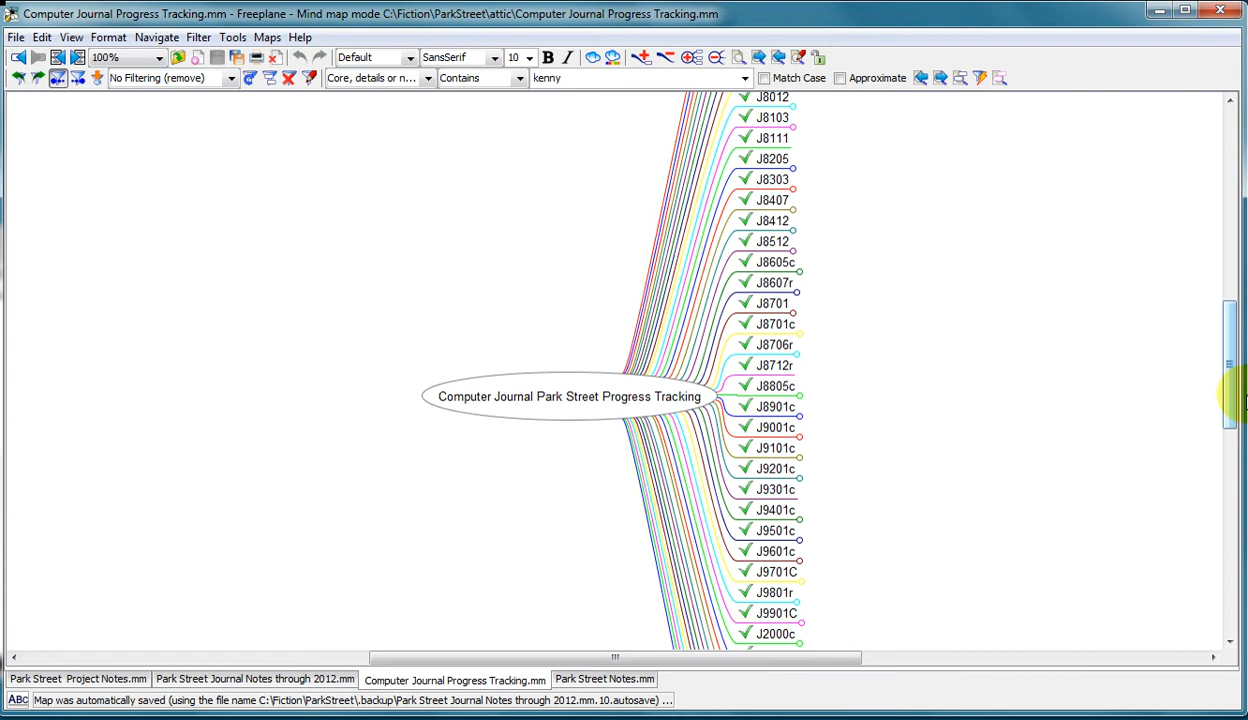 Computer Journal Progress Tracking.mm - Freeplane - Mind map mode C:\Fiction\ParkStreet\attic\Computer Journal Progress Tracking.mm
File Edit View Format Navigate Filter Tools Maps Help
100% Default SansSerif 10 B I
No Filtering (remove) Core, details or n... Contains kenny Match Case Approximate
J8012
J8103
J8111
J8205
J8303
J8407
J8412
J8512
J8605c
J8607r
J8701
J8701c
J8706r
J8712r
J8805c
Computer Journal Park Street Progress Tracking
J8901c
J9001c
J9101c
J9201c
J9301c
J9401c
J9501c
J9601c
J9701C
J9801r
J9901C
J2000c
Park Street Project Notes.mm Park Street Journal Notes through 2012.mm Computer Journal Progress Tracking.mm Park Street Notes.mm
ABC Map was automatically saved (using the file name C:\Fiction\ParkStreet\.backup\Park Street Journal Notes through 2012.mm.10.autosave) ...